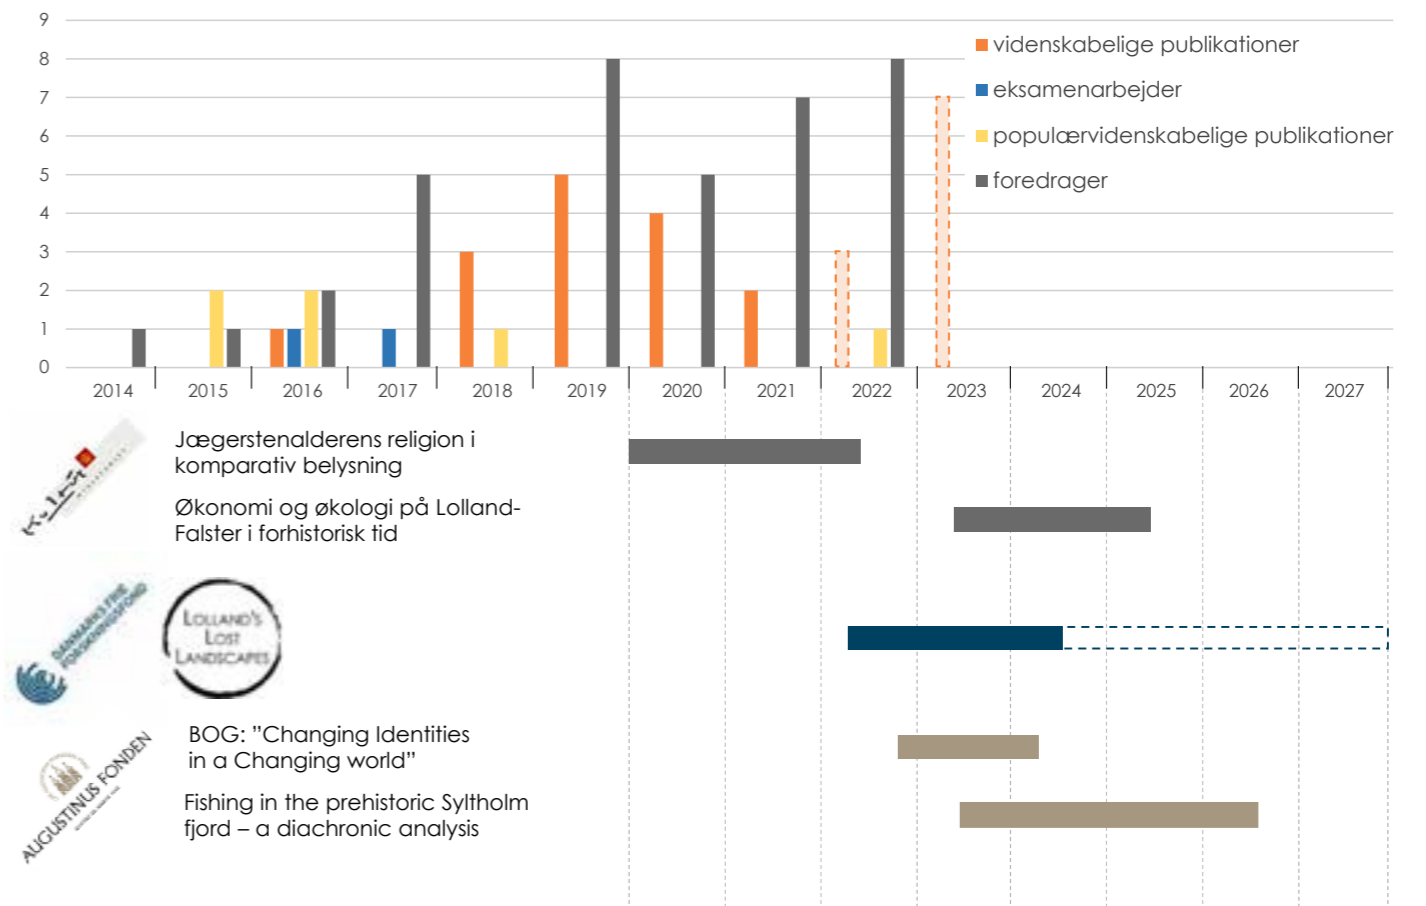 9
8
7
6
5
4
3
2
1
0
videnskabelige publikationer
eksamenarbejder
populærvidenskabelige publikationer
foredrager
2014 2015 2016 2017 2018 2019 2020 2021 2022 2023 2024 2025 2026 2027
Jægerstenalderens religion i
komparativ belysning
Økonomi og økologi på Lolland-
Falster i forhistorisk tid
DANMARKS FRIE
FORSKNINGSFOND
LOLLAND'S
LOST
LANDSCAPES
AUGUSTINUS FONDEN
BOG: ”Changing Identities
in a Changing world”
Fishing in the prehistoric Syltholm
fjord – a diachronic analysis